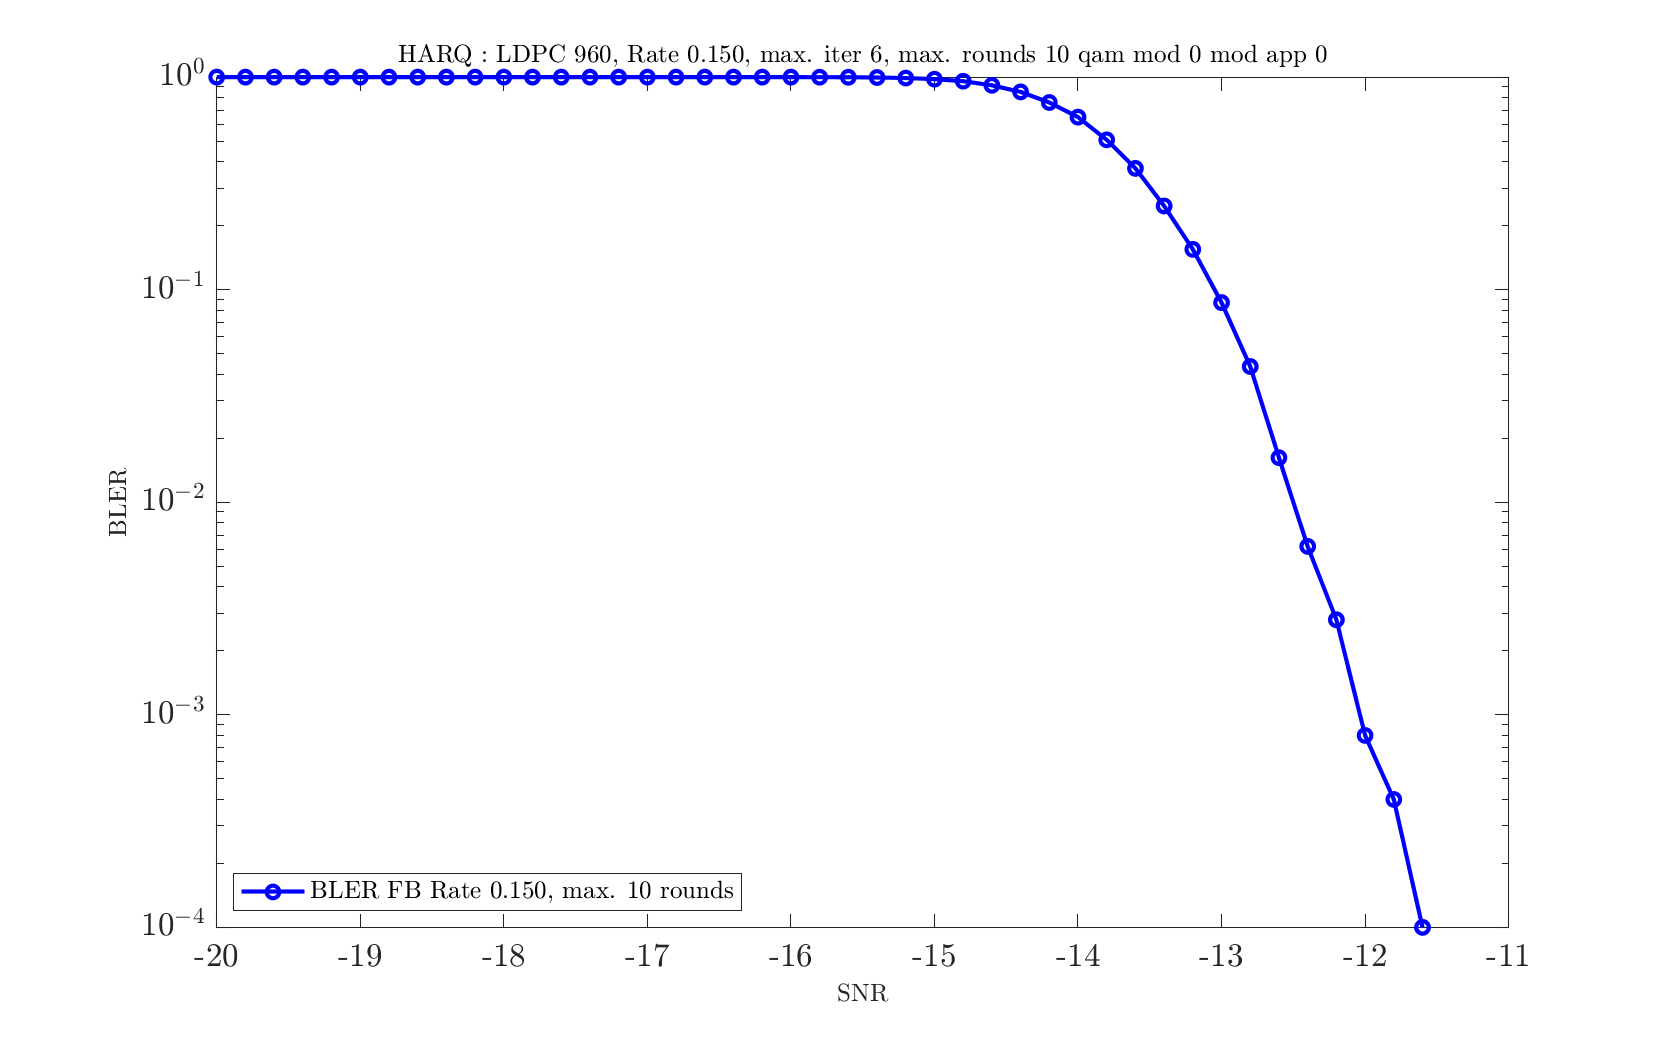 HARQ : LDPC 960, Rate 0.150, max. iter 6, max. rounds 10 qam mod 0 mod app 0
10⁰
10⁻¹
10⁻²
10⁻³
10⁻⁴
BLER
BLER FB Rate 0.150, max. 10 rounds
-20 -19 -18 -17 -16 -15 -14 -13 -12 -11
SNR